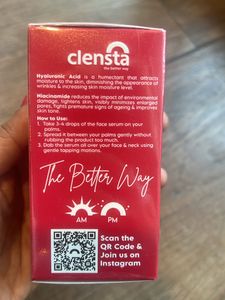 clensta
the better way
Hyaluronic Acid is a humectant that attracts
moisture to the skin, diminishing the appearance of
wrinkles & increasing skin moisture level.
Niacinamide reduces the impact of environmental
damage, lightens skin, visibly minimizes enlarged
pores, fights premature signs of ageing & improves
skin tone.
How to Use:
1. Take 3-4 drops of the face serum on your
palms.
2. Spread it between your palms gently without
rubbing the product too much.
3. Dab the serum all over your face & neck using
gentle tapping motions.
The Better Way
AM
PM
Scan the
QR Code &
Join us on
Instagram